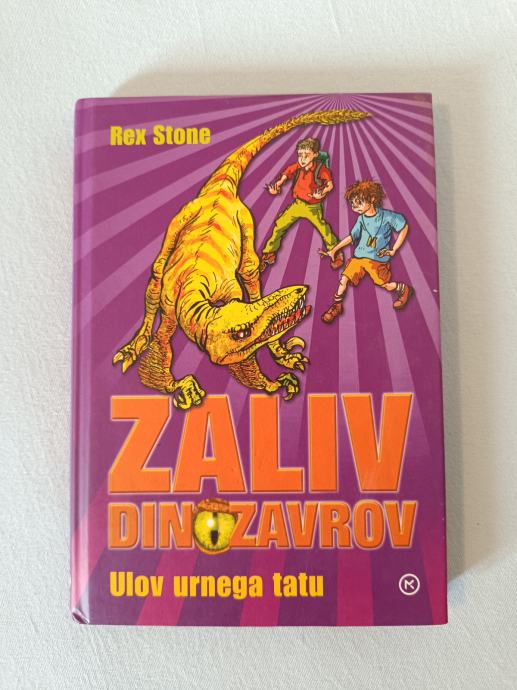 Rex Stone
ZALIV
DINOZAVROV
Ulov urnega tatu